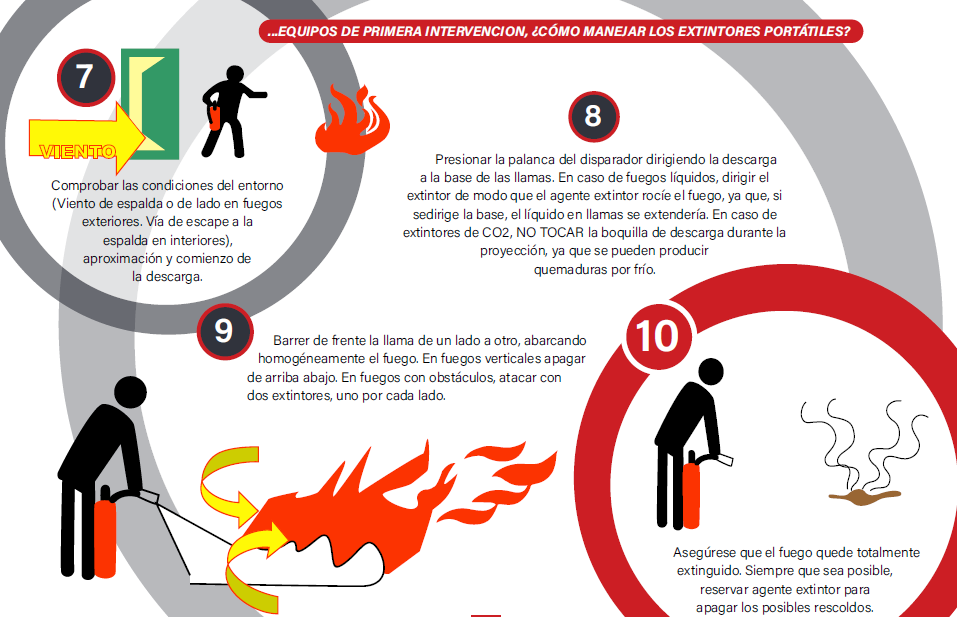 ...EQUIPOS DE PRIMERA INTERVENCION, ¿CÓMO MANEJAR LOS EXTINTORES PORTÁTILES?
7
VIENTO
Comprobar las condiciones del entorno
(Viento de espalda o de lado en fuegos
exteriores. Vía de escape a la
espalda en interiores),
aproximación y comienzo de
la descarga.
8
Presionar la palanca del disparador dirigiendo la descarga
a la base de las llamas. En caso de fuegos líquidos, dirigir el
extintor de modo que el agente extintor rocíe el fuego, ya que, si
sedirige la base, el líquido en llamas se extendería. En caso de
extintores de CO2, NO TOCAR la boquilla de descarga durante la
proyección, ya que se pueden producir
quemaduras por frío.
9
Barrer de frente la llama de un lado a otro, abarcando
homogéneamente el fuego. En fuegos verticales apagar
de arriba abajo. En fuegos con obstáculos, atacar con
dos extintores, uno por cada lado.
10
Asegúrese que el fuego quede totalmente
extinguido. Siempre que sea posible,
reservar agente extintor para
apagar los posibles rescoldos.